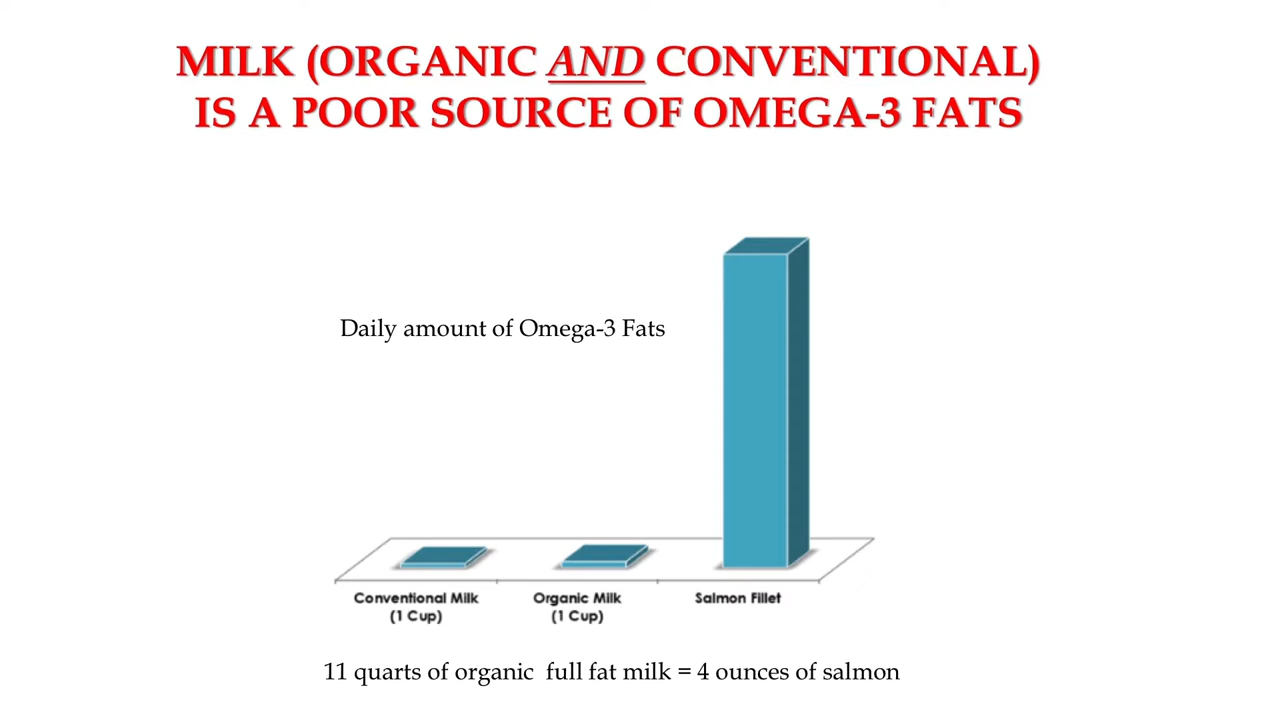 MILK (ORGANIC AND CONVENTIONAL)
IS A POOR SOURCE OF OMEGA-3 FATS
Daily amount of Omega-3 Fats
Conventional Milk
(1 Cup)
Organic Milk
(1 Cup)
Salmon Fillet
11 quarts of organic  full fat milk = 4 ounces of salmon